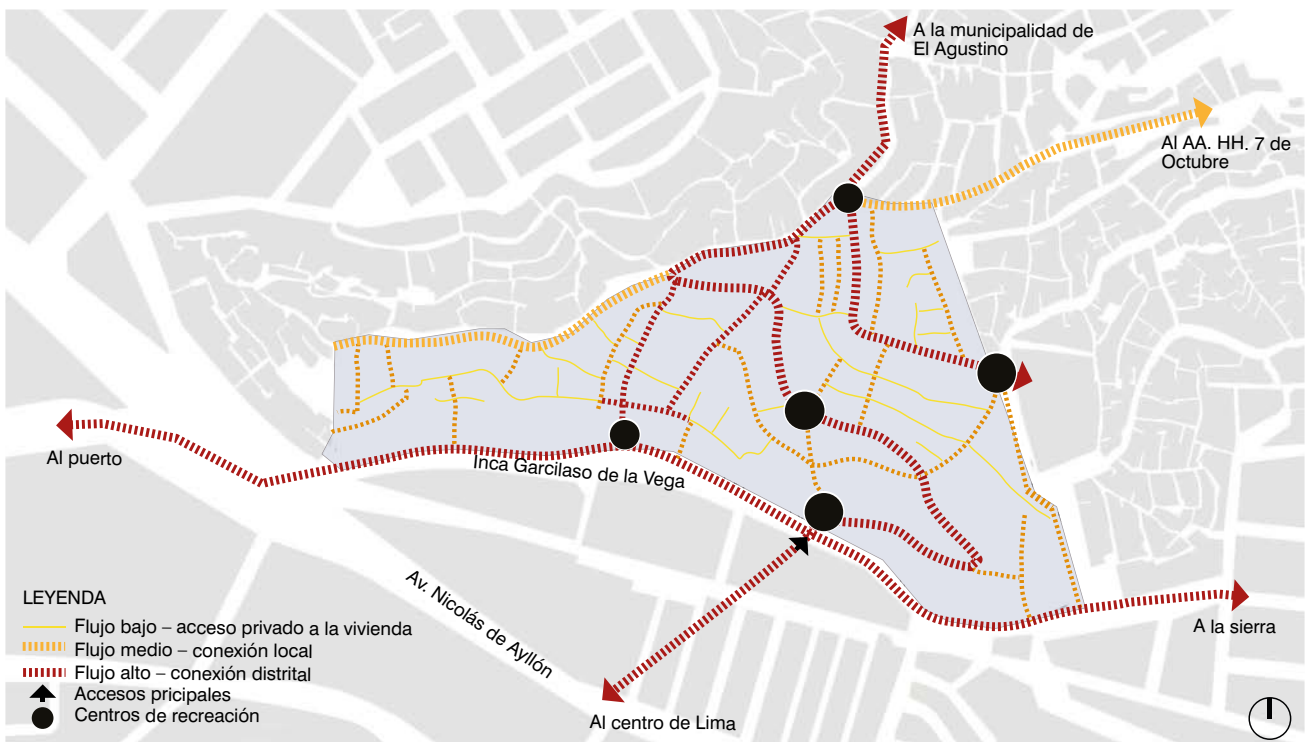 A la municipalidad de
El Agustino
Al AA. HH. 7 de
Octubre
Al puerto
Inca Garcilaso de la Vega
Av. Nicolás de Ayllón
A la sierra
Al centro de Lima
LEYENDA
Flujo bajo – acceso privado a la vivienda
Flujo medio – conexión local
Flujo alto – conexión distrital
Accesos pricipales
Centros de recreación